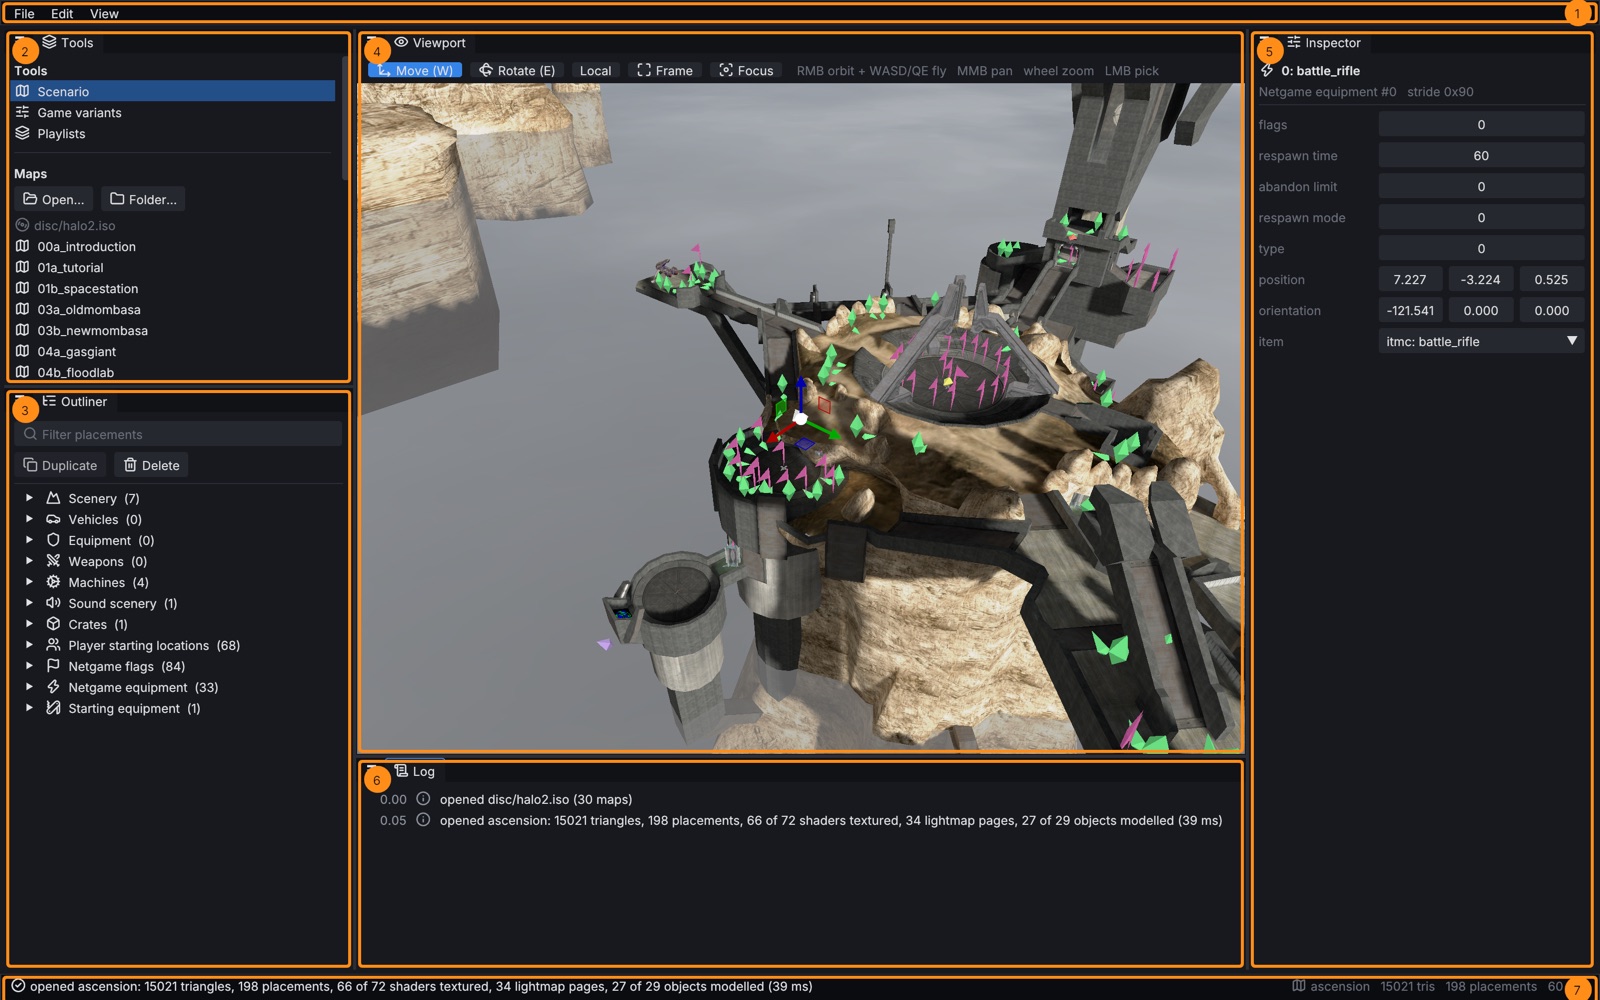 File Edit View
1
2
Tools
Tools
Scenario
Game variants
Playlists
Maps
Open... Folder...
disc/halo2.iso
00a_introduction
01a_tutorial
01b_spacestation
03a_oldmombasa
03b_newmombasa
04a_gasgiant
04b_floodlab
3
Outliner
Filter placements
Duplicate Delete
Scenery (7)
Vehicles (0)
Equipment (0)
Weapons (0)
Machines (4)
Sound scenery (1)
Crates (1)
Player starting locations (68)
Netgame flags (84)
Netgame equipment (33)
Starting equipment (1)
4
Viewport
Move (W) Rotate (E) Local Frame Focus RMB orbit + WASD/QE fly MMB pan wheel zoom LMB pick
5
Inspector
0: battle_rifle
Netgame equipment #0 stride 0x90
flags 0
respawn time 60
abandon limit 0
respawn mode 0
type 0
position 7.227 -3.224 0.525
orientation -121.541 0.000 0.000
item itmc: battle_rifle
6
Log
0.00 opened disc/halo2.iso (30 maps)
0.05 opened ascension: 15021 triangles, 198 placements, 66 of 72 shaders textured, 34 lightmap pages, 27 of 29 objects modelled (39 ms)
opened ascension: 15021 triangles, 198 placements, 66 of 72 shaders textured, 34 lightmap pages, 27 of 29 objects modelled (39 ms) ascension 15021 tris 198 placements 60
7